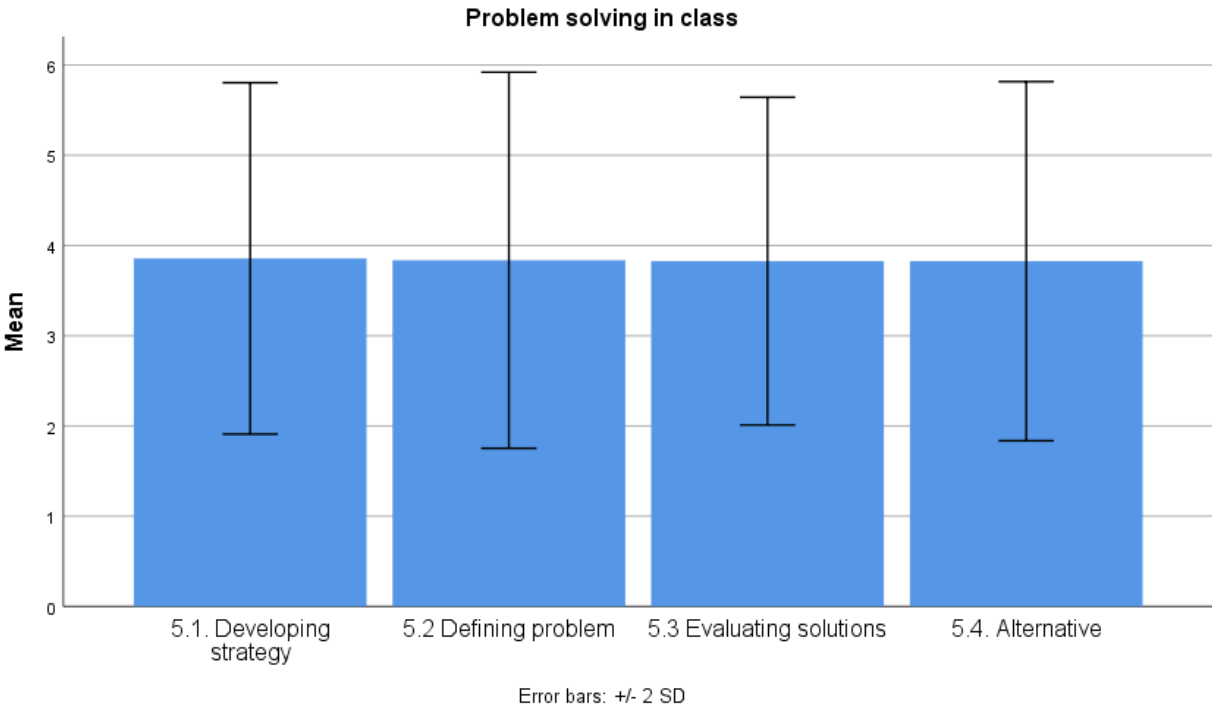 Problem solving in class
6
5
4
3
2
1
0
Mean
5.1. Developing
strategy
5.2 Defining problem
5.3 Evaluating solutions
5.4. Alternative
Error bars: +/- 2 SD